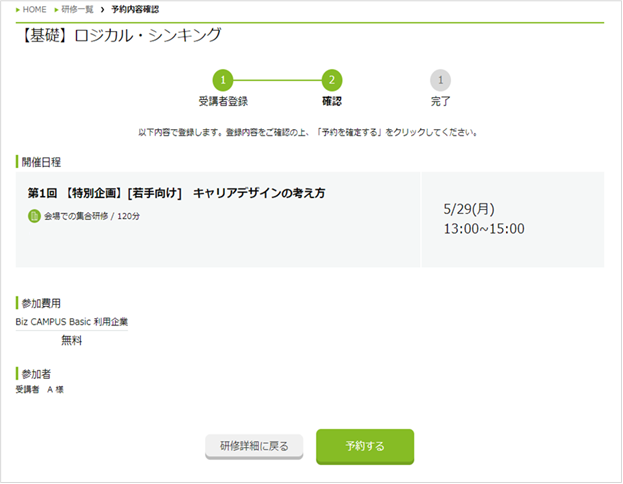 HOME 研修一覧 予約内容確認
【基礎】ロジカル・シンキング
1 2 1
受講者登録 確認 完了
以下内容で登録します。登録内容をご確認の上、「予約を確定する」をクリックしてください。
開催日程
第1回 【特別企画】[若手向け] キャリアデザインの考え方
会場での集合研修 / 120分
5/29(月)
13:00~15:00
参加費用
Biz CAMPUS Basic 利用企業
無料
参加者
受講者 A 様
研修詳細に戻る 予約する